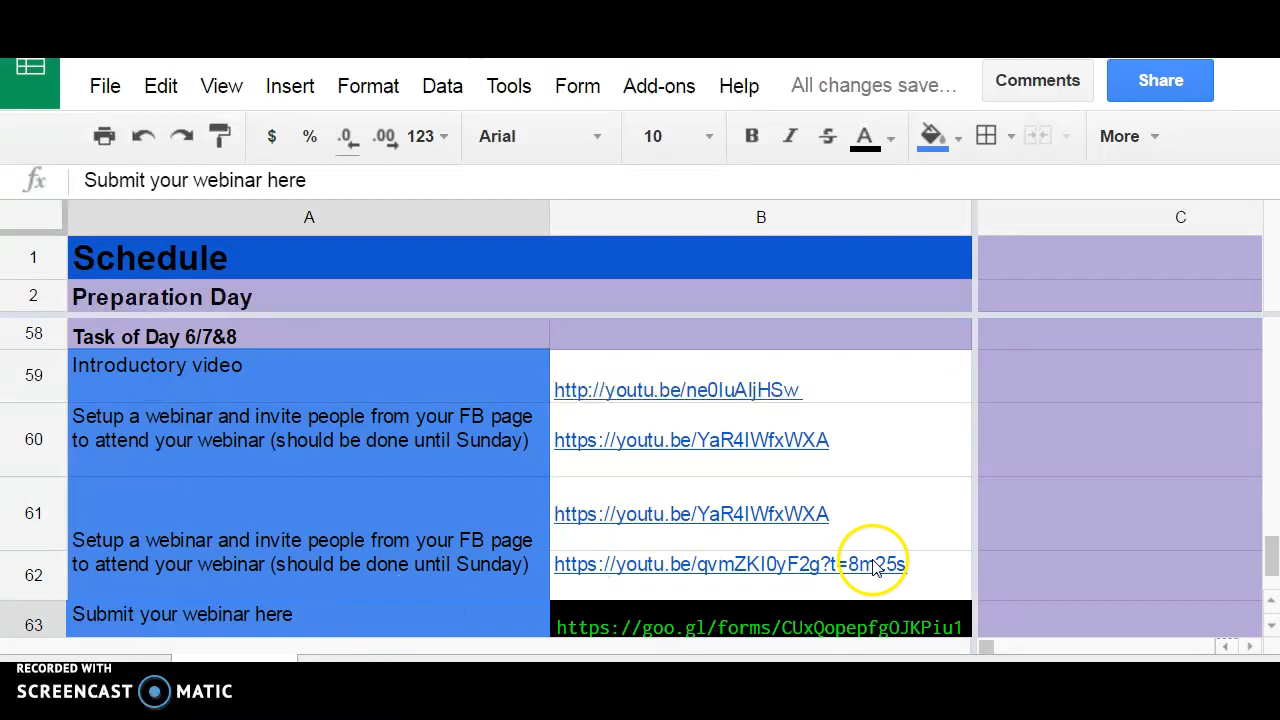 File Edit View Insert Format Data Tools Form Add-ons Help All changes save... Comments Share
$ % .0 .00 123 Arial 10 B I S A More
fx Submit your webinar here
A B C
1 Schedule
2 Preparation Day
58 Task of Day 6/7&8
59 Introductory video http://youtu.be/ne0IuAIjHSw
60 Setup a webinar and invite people from your FB page
to attend your webinar (should be done until Sunday) https://youtu.be/YaR4IWfxWXA
61 https://youtu.be/YaR4IWfxWXA
Setup a webinar and invite people from your FB page
62 to attend your webinar (should be done until Sunday) https://youtu.be/qvmZKI0yF2g?t=8m25s
63 Submit your webinar here https://goo.gl/forms/CUxQopepfgOJKPiu1
RECORDED WITH
SCREENCAST MATIC